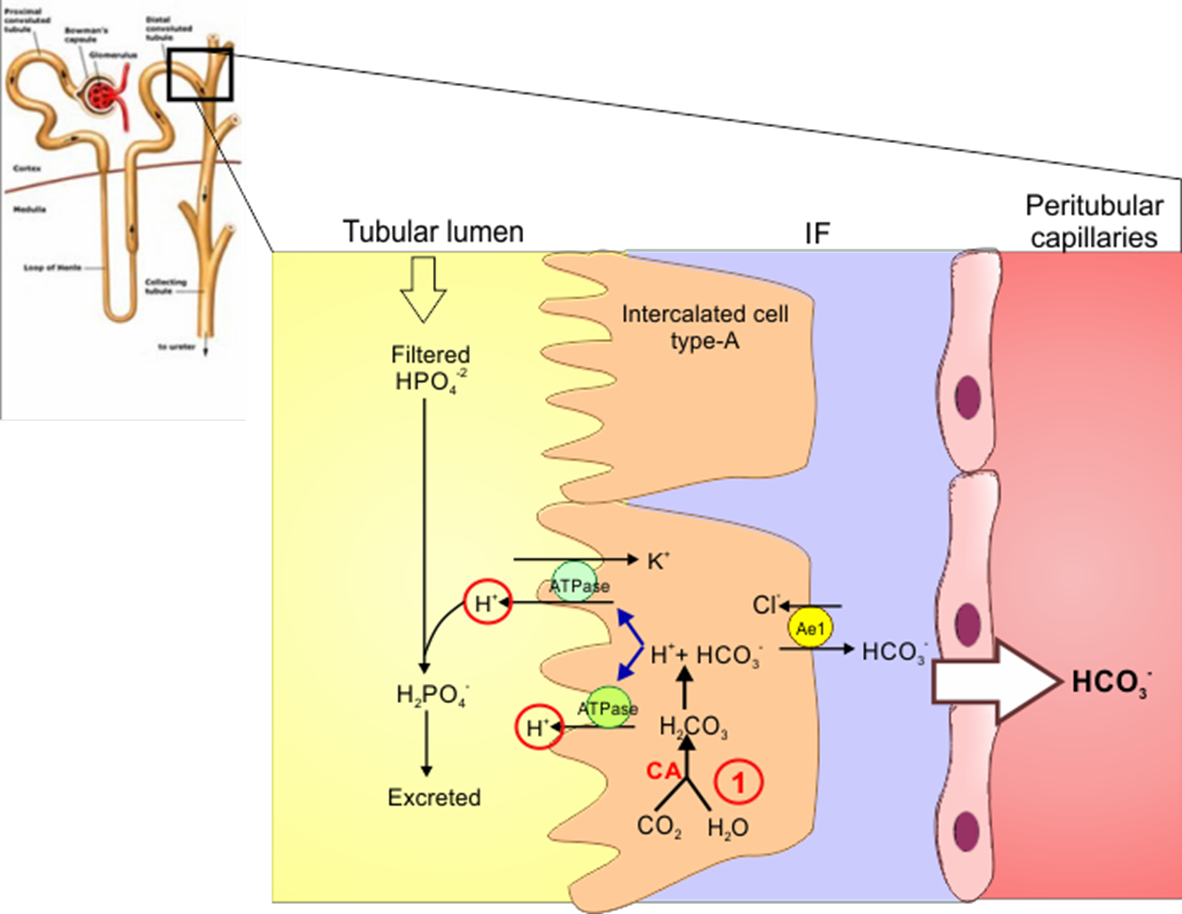 Proximal
convoluted
tubule
Bowman's
capsule
Glomerulus
Distal
convoluted
tubule
Cortex
Medulla
Loop of Henle
Collecting
tubule
to ureter
Tubular lumen
IF
Peritubular
capillaries
Intercalated cell
type-A
Filtered
HPO₄⁻²
K⁺
ATPase
H⁺
Cl⁻
Ae1
H⁺+ HCO₃⁻
HCO₃⁻
HCO₃⁻
H₂PO₄⁻
ATPase
H⁺
H₂CO₃
CA
1
Excreted
CO₂
H₂O